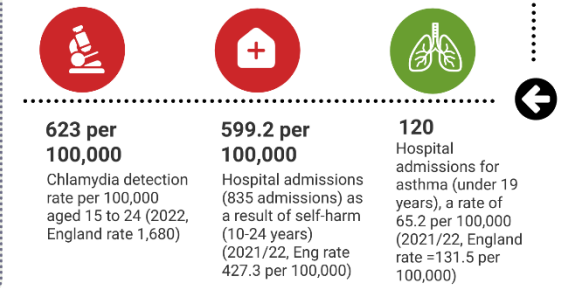 623 per
100,000
Chlamydia detection
rate per 100,000
aged 15 to 24 (2022,
England rate 1,680)
599.2 per
100,000
Hospital admissions
(835 admissions) as
a result of self-harm
(10-24 years)
(2021/22, Eng rate
427.3 per 100,000)
120
Hospital
admissions for
asthma (under 19
years), a rate of
65.2 per 100,000
(2021/22, England
rate =131.5 per
100,000)